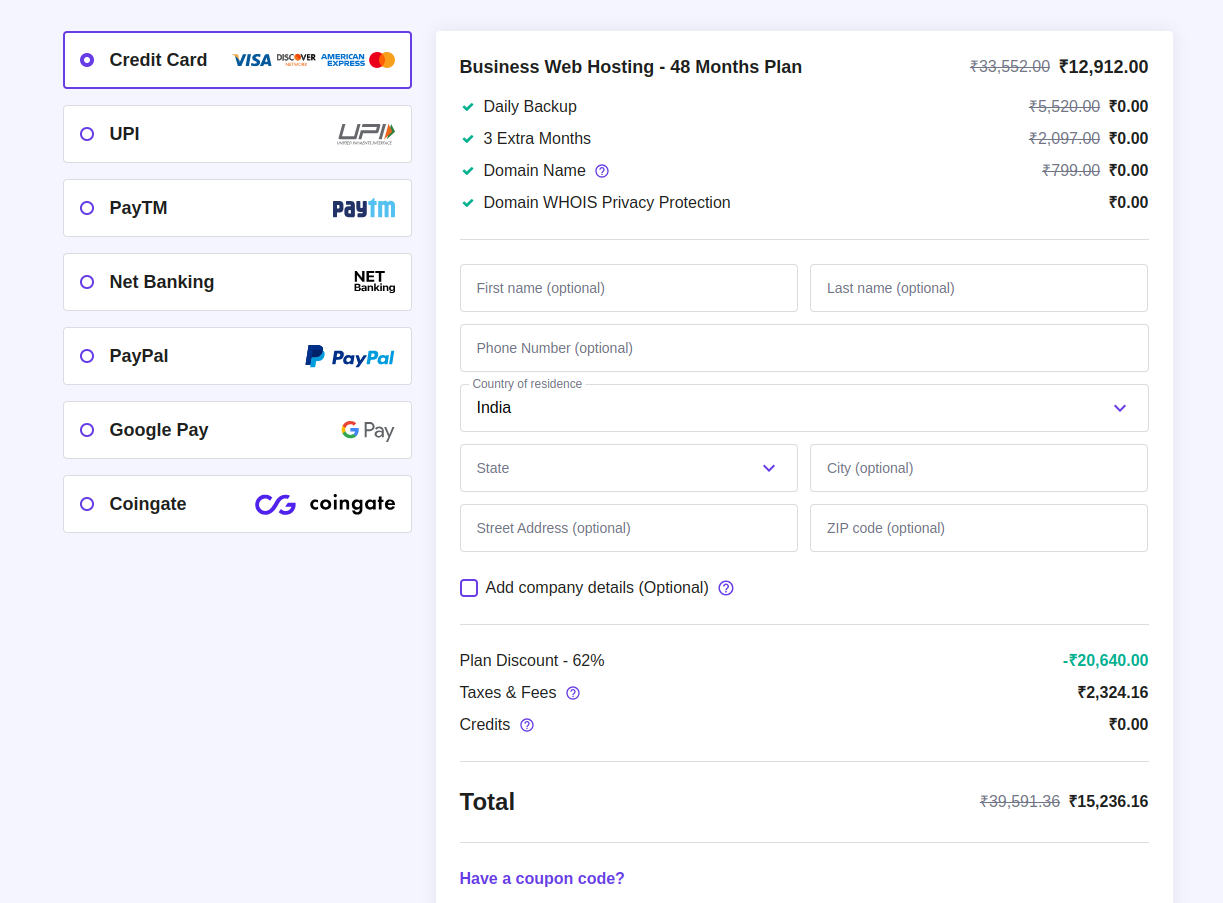 Credit Card VISA DISCOVER NETWORK AMERICAN EXPRESS
UPI UPI UNIFIED PAYMENTS INTERFACE
PayTM paytm
Net Banking NET Banking
PayPal PayPal
Google Pay G Pay
Coingate coingate
Business Web Hosting - 48 Months Plan ₹33,552.00 ₹12,912.00
Daily Backup ₹5,520.00 ₹0.00
3 Extra Months ₹2,097.00 ₹0.00
Domain Name ? ₹799.00 ₹0.00
Domain WHOIS Privacy Protection ₹0.00
First name (optional) Last name (optional)
Phone Number (optional)
Country of residence
India
State City (optional)
Street Address (optional) ZIP code (optional)
Add company details (Optional) ?
Plan Discount - 62% -₹20,640.00
Taxes & Fees ? ₹2,324.16
Credits ? ₹0.00
Total ₹39,591.36 ₹15,236.16
Have a coupon code?